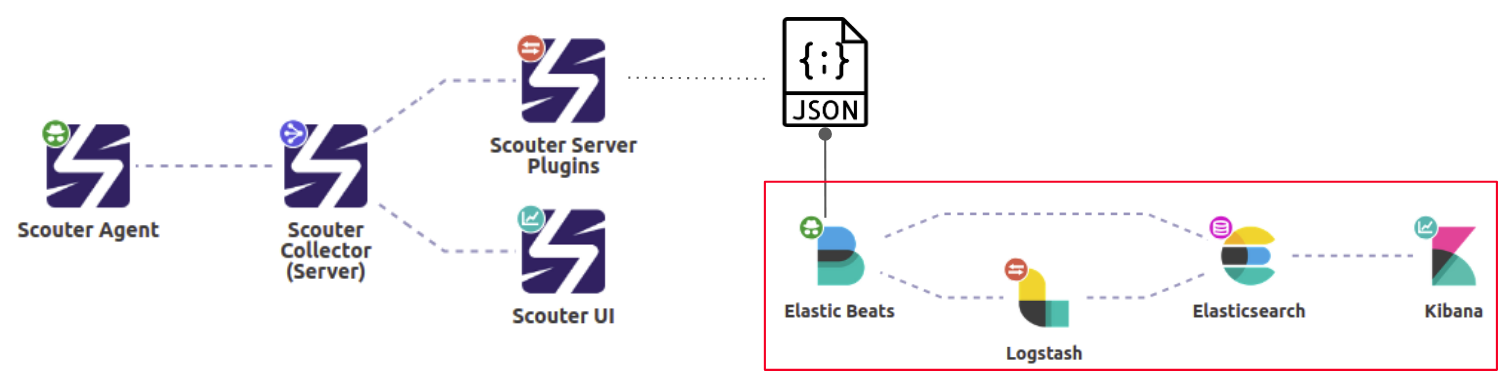 Scouter Agent
Scouter
Collector
(Server)
Scouter Server
Plugins
Scouter UI
{;}
JSON
Elastic Beats
Logstash
Elasticsearch
Kibana